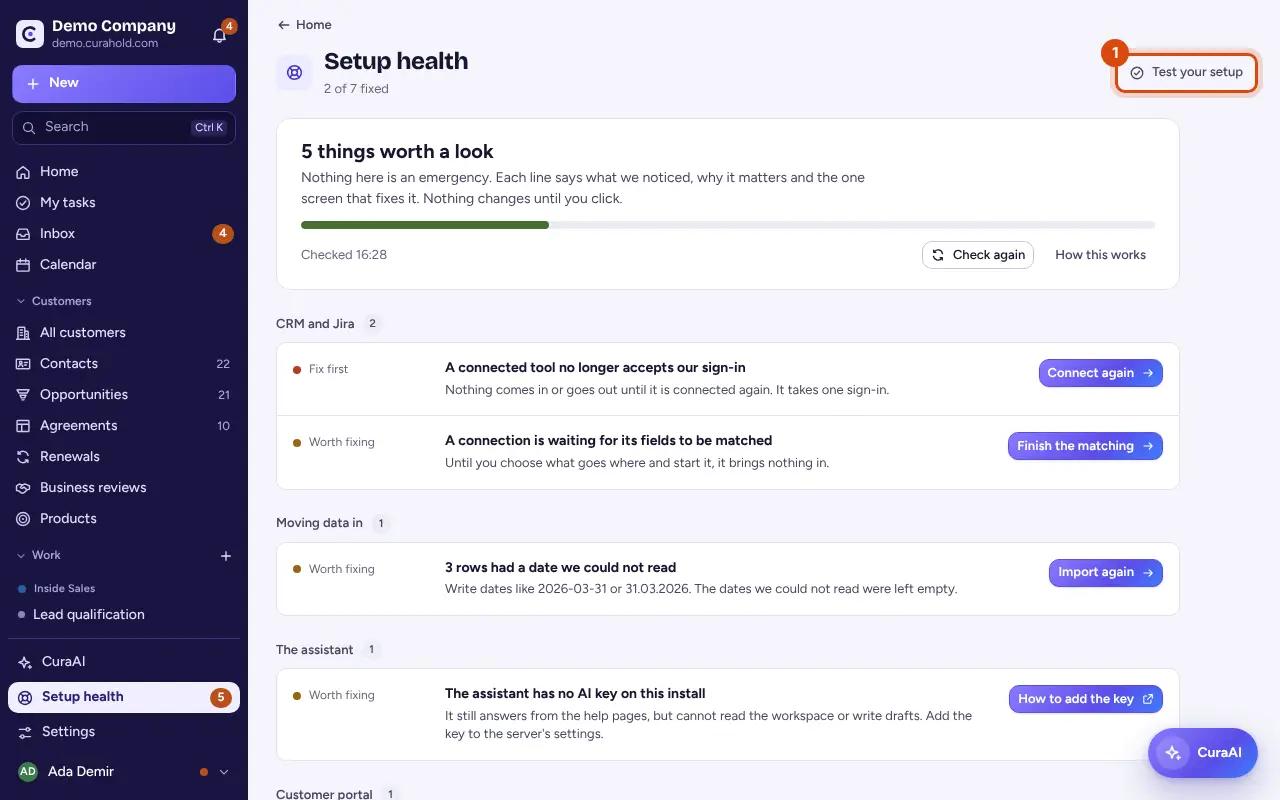 Demo Company
demo.curahold.com
4
New
Search
Ctrl K
Home
My tasks
Inbox
4
Calendar
Customers
All customers
Contacts
22
Opportunities
21
Agreements
10
Renewals
Business reviews
Products
Work
Inside Sales
Lead qualification
CuraAI
Setup health
5
Settings
AD
Ada Demir
Home
Setup health
2 of 7 fixed
1
Test your setup
5 things worth a look
Nothing here is an emergency. Each line says what we noticed, why it matters and the one
screen that fixes it. Nothing changes until you click.
Checked 16:28
Check again
How this works
CRM and Jira
2
Fix first
A connected tool no longer accepts our sign-in
Nothing comes in or goes out until it is connected again. It takes one sign-in.
Connect again
Worth fixing
A connection is waiting for its fields to be matched
Until you choose what goes where and start it, it brings nothing in.
Finish the matching
Moving data in
1
Worth fixing
3 rows had a date we could not read
Write dates like 2026-03-31 or 31.03.2026. The dates we could not read were left empty.
Import again
The assistant
1
Worth fixing
The assistant has no AI key on this install
It still answers from the help pages, but cannot read the workspace or write drafts. Add the
key to the server's settings.
How to add the key
Customer portal
1
CuraAI